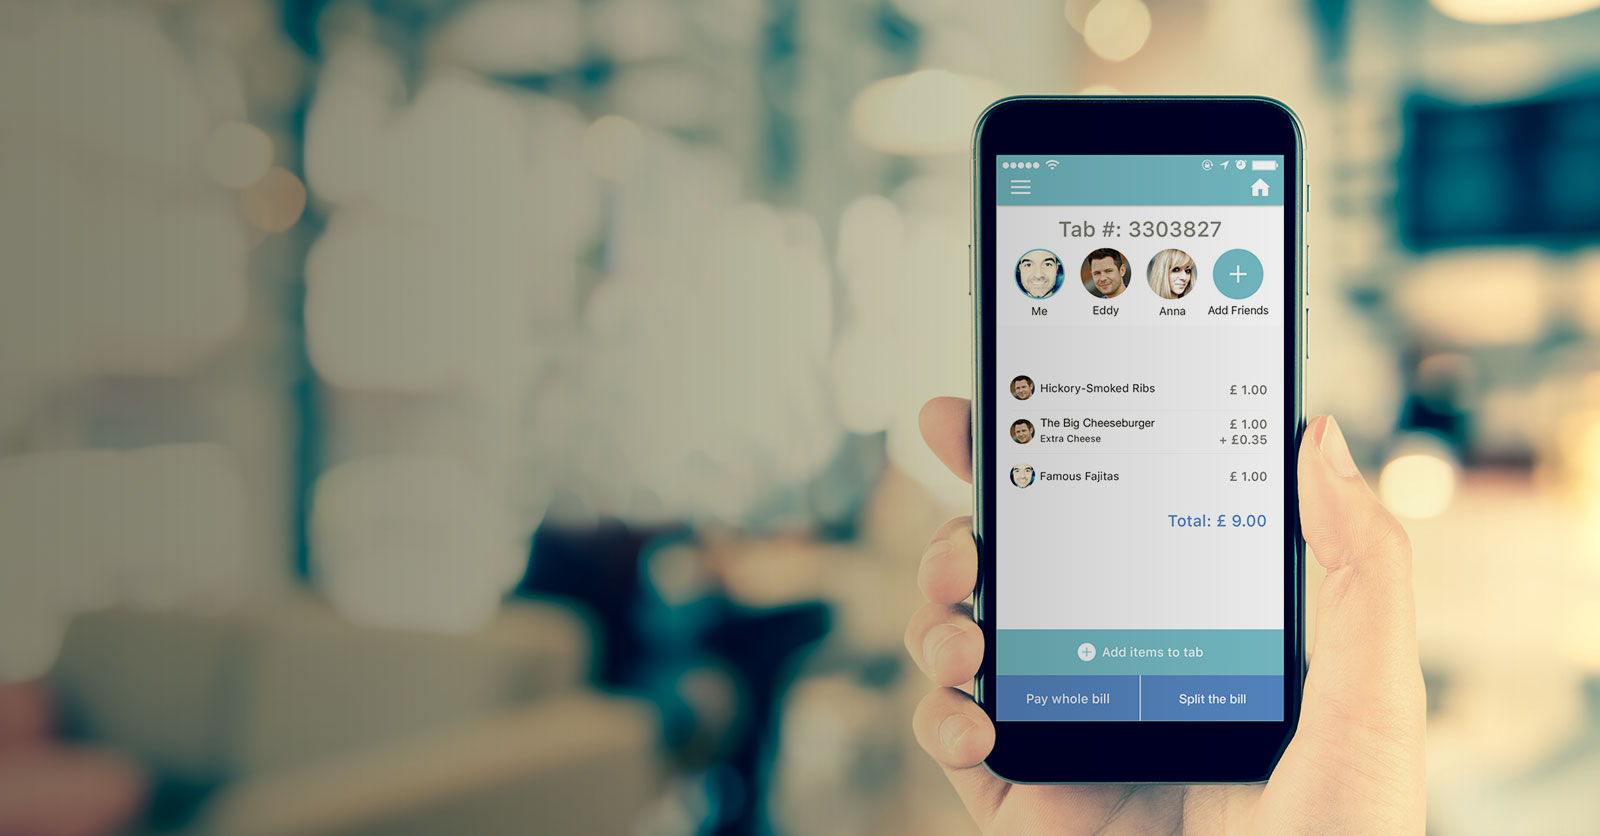 Tab #: 3303827
Me Eddy Anna Add Friends
Hickory-Smoked Ribs £ 1.00
The Big Cheeseburger £ 1.00
Extra Cheese + £0.35
Famous Fajitas £ 1.00
Total: £ 9.00
Add items to tab
Pay whole bill Split the bill